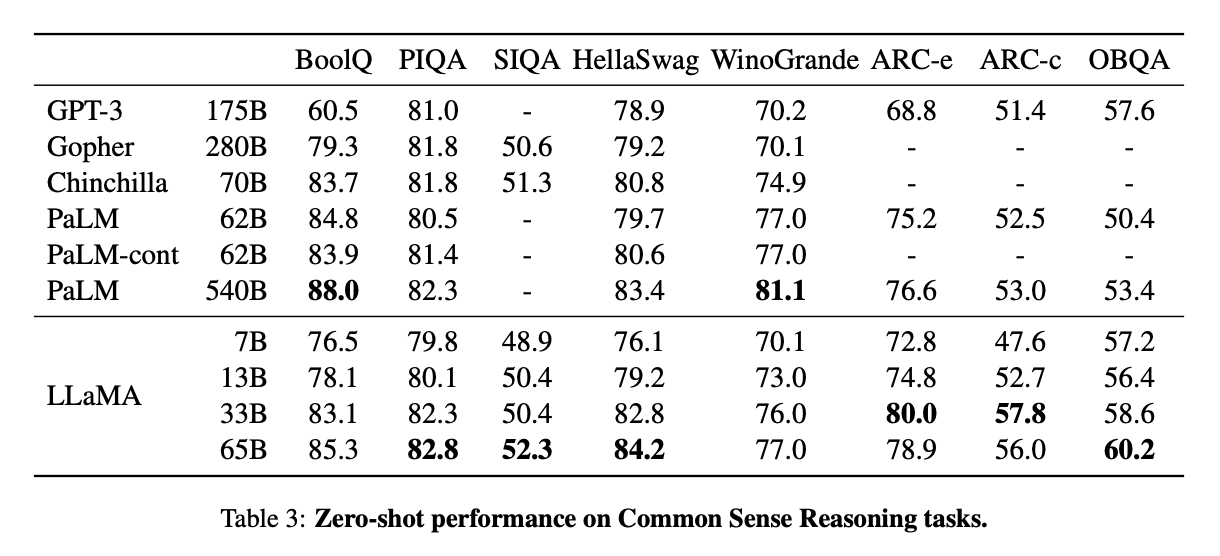 BoolQ PIQA SIQA HellaSwag WinoGrande ARC-e ARC-c OBQA
GPT-3 175B 60.5 81.0 - 78.9 70.2 68.8 51.4 57.6
Gopher 280B 79.3 81.8 50.6 79.2 70.1 - - -
Chinchilla 70B 83.7 81.8 51.3 80.8 74.9 - - -
PaLM 62B 84.8 80.5 - 79.7 77.0 75.2 52.5 50.4
PaLM-cont 62B 83.9 81.4 - 80.6 77.0 - - -
PaLM 540B 88.0 82.3 - 83.4 81.1 76.6 53.0 53.4
LLaMA
7B 76.5 79.8 48.9 76.1 70.1 72.8 47.6 57.2
13B 78.1 80.1 50.4 79.2 73.0 74.8 52.7 56.4
33B 83.1 82.3 50.4 82.8 76.0 80.0 57.8 58.6
65B 85.3 82.8 52.3 84.2 77.0 78.9 56.0 60.2
Table 3: Zero-shot performance on Common Sense Reasoning tasks.